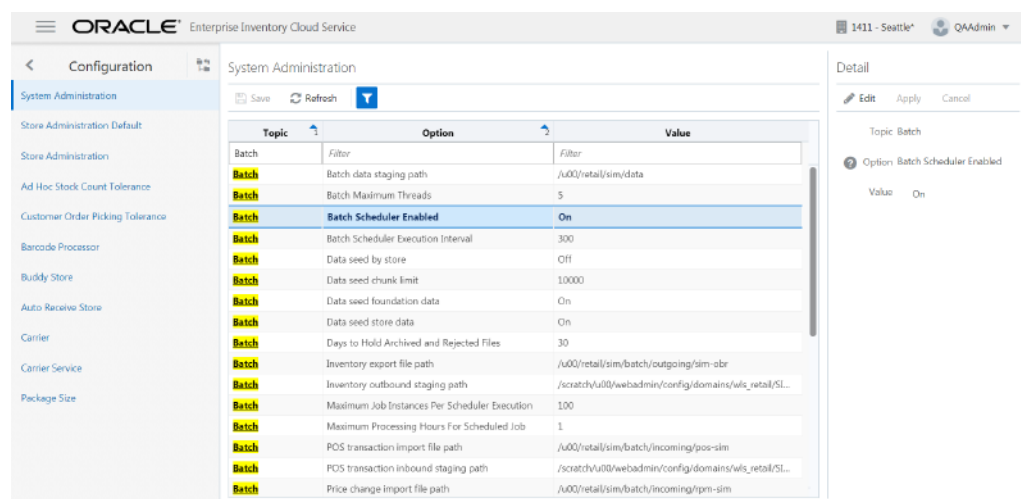 ORACLE® Enterprise Inventory Cloud Service 1411 - Seattle* QAAdmin
Configuration
System Administration
Store Administration Default
Store Administration
Ad Hoc Stock Count Tolerance
Customer Order Picking Tolerance
Barcode Processor
Buddy Store
Auto Receive Store
Carrier
Carrier Service
Package Size
System Administration
Save Refresh
Topic 1 Option 2 Value
Batch Filter Filter
Batch Batch data staging path /u00/retail/sim/data
Batch Batch Maximum Threads 5
Batch Batch Scheduler Enabled On
Batch Batch Scheduler Execution Interval 300
Batch Data seed by store Off
Batch Data seed chunk limit 10000
Batch Data seed foundation data On
Batch Data seed store data On
Batch Days to Hold Archived and Rejected Files 30
Batch Inventory export file path /u00/retail/sim/batch/outgoing/sim-obr
Batch Inventory outbound staging path /scratch/u00/webadmin/config/domains/wls_retail/SI...
Batch Maximum Job Instances Per Scheduler Execution 100
Batch Maximum Processing Hours For Scheduled Job 1
Batch POS transaction import file path /u00/retail/sim/batch/incoming/pos-sim
Batch POS transaction inbound staging path /scratch/u00/webadmin/config/domains/wls_retail/SI...
Batch Price change import file path /u00/retail/sim/batch/incoming/rpm-sim
Detail
Edit Apply Cancel
Topic Batch
? Option Batch Scheduler Enabled
Value On